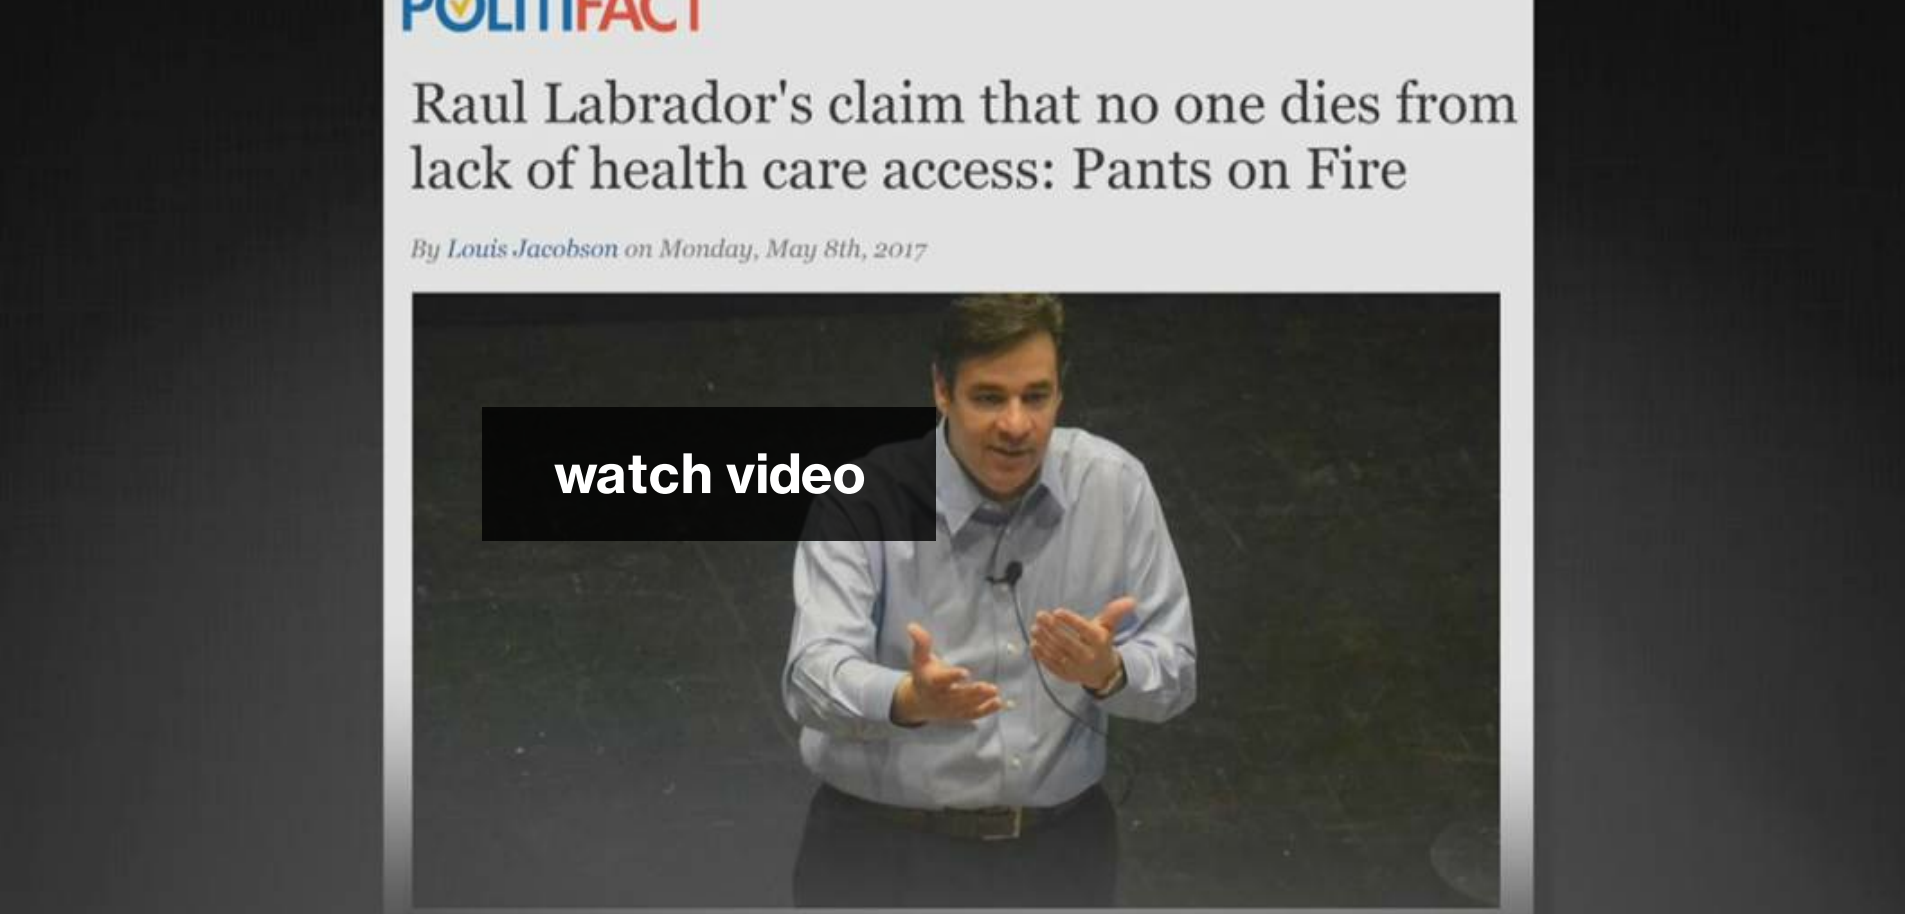 POLITIFACT
Raul Labrador's claim that no one dies from
lack of health care access: Pants on Fire
By Louis Jacobson on Monday, May 8th, 2017
watch video